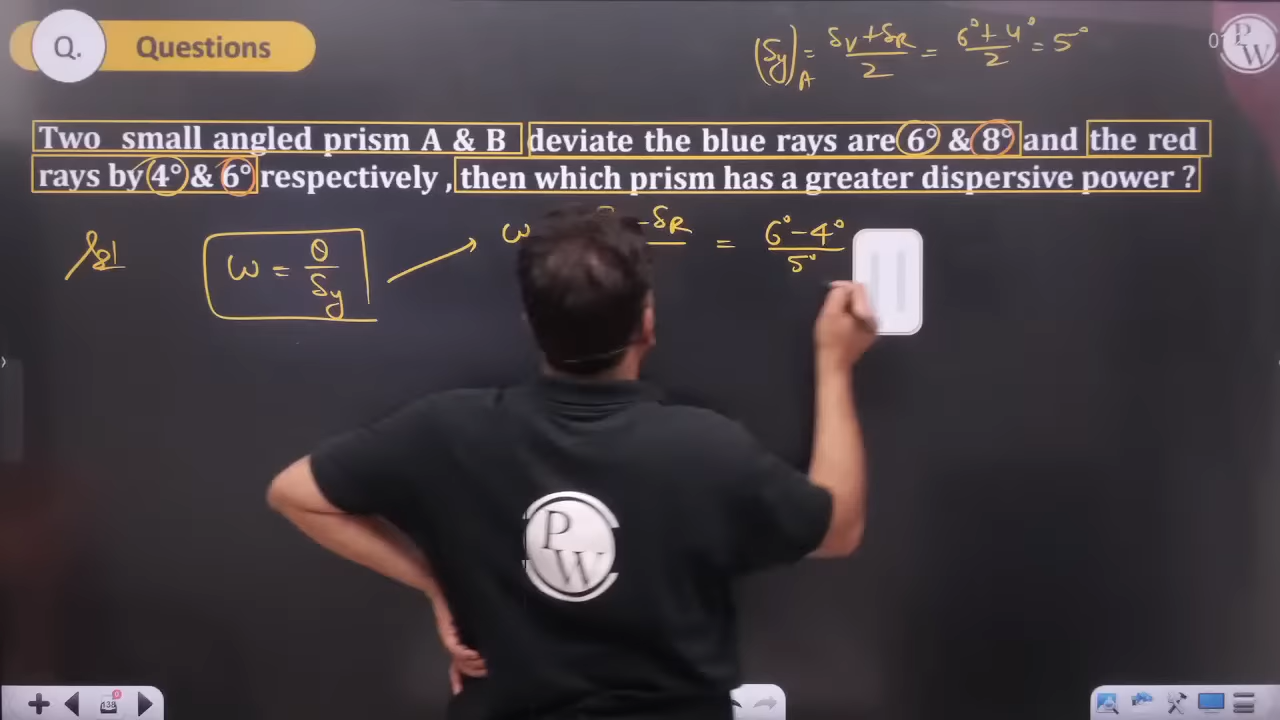 Q. Questions
(δy)A = δV+δR/2 = 6°+4°/2 = 5°
Two small angled prism A & B deviate the blue rays are 6° & 8° and the red
rays by 4° & 6° respectively , then which prism has a greater dispersive power ?
Sol
ω = θ/δy
ω -δR = 6°-4°/5°
P
W
P
W
138